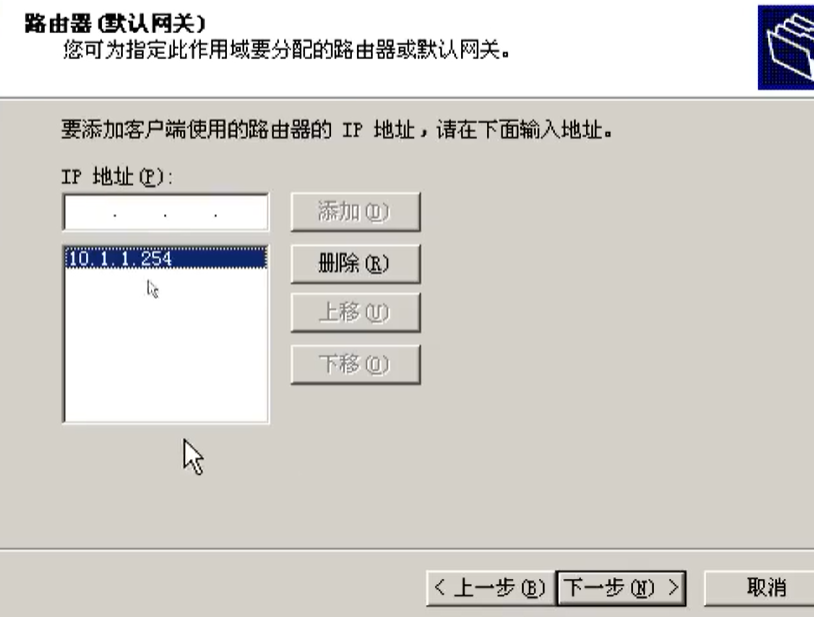 路由器(默认网关)
您可为指定此作用域要分配的路由器或默认网关。
要添加客户端使用的路由器的 IP 地址，请在下面输入地址。
IP 地址(P):
. . .
添加(D)
10.1.1.254
删除(R)
上移(U)
下移(O)
< 上一步(B)
下一步(N) >
取消